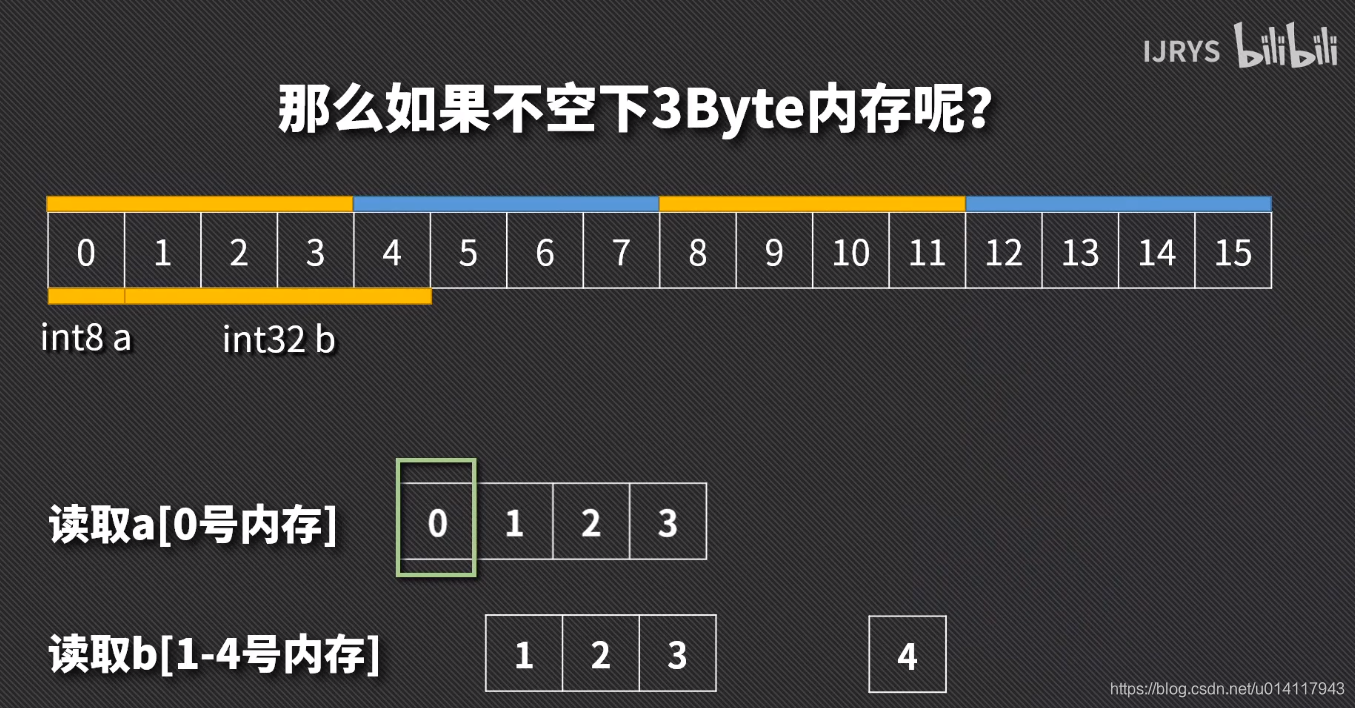 IJRYS bilibili
那么如果不空下3Byte内存呢?
0 1 2 3 4 5 6 7 8 9 10 11 12 13 14 15
int8 a int32 b
读取a[0号内存] 0 1 2 3
读取b[1-4号内存] 1 2 3 4
https://blog.csdn.net/u014117943